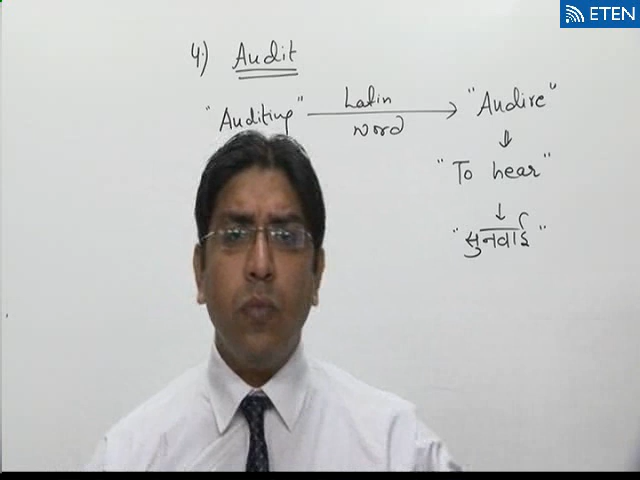 ETEN
4.) Audit
"Auditing" Latin word "Audire"
"To hear"
"सुनवाई"